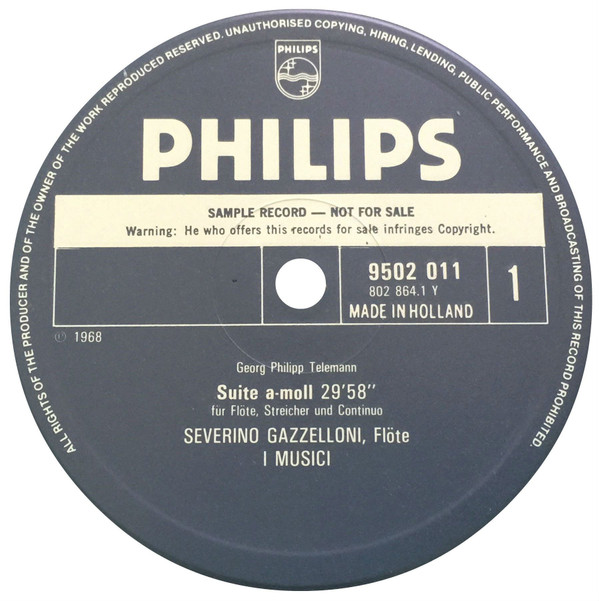 ALL RIGHTS OF THE PRODUCER AND OF THE OWNER OF THE WORK REPRODUCED RESERVED. UNAUTHORISED COPYING, HIRING, LENDING, PUBLIC PERFORMANCE AND BROADCASTING OF THIS RECORD PROHIBITED.
PHILIPS
PHILIPS
SAMPLE RECORD — NOT FOR SALE
Warning: He who offers this records for sale infringes Copyright.
9502 011
802 864.1 Y
MADE IN HOLLAND
1
℗ 1968
Georg Philipp Telemann
Suite a-moll 29'58''
für Flöte, Streicher und Continuo
SEVERINO GAZZELLONI, Flöte
I MUSICI